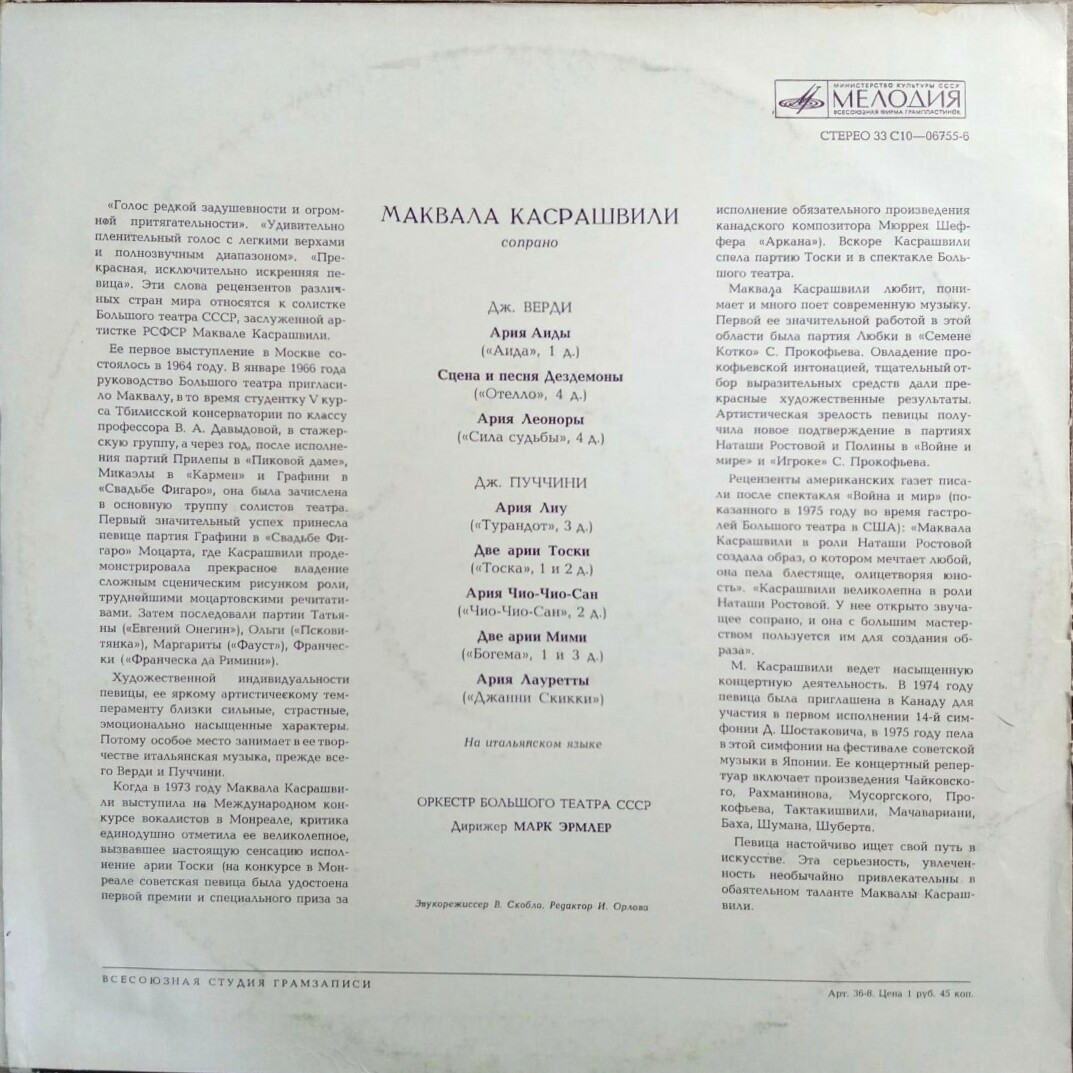 МИНИСТЕРСТВО КУЛЬТУРЫ СССР
МЕЛОДИЯ
ВСЕСОЮЗНАЯ ФИРМА ГРАМПЛАСТИНОК
СТЕРЕО 33 С10—06755-6
«Голос редкой задушевности и огром-
ной притягательности». «Удивительно
пленительный голос с легкими верхами
и полнозвучным диапазоном». «Пре-
красная, исключительно искренняя пе-
вица». Эти слова рецензентов различ-
ных стран мира относятся к солистке
Большого театра СССР, заслуженной ар-
тистке РСФСР Маквале Касрашвили.
Ее первое выступление в Москве со-
стоялось в 1964 году. В январе 1966 года
руководство Большого театра пригласи-
ло Маквалу, в то время студентку V кур-
са Тбилисской консерватории по классу
профессора В. А. Давыдовой, в стажер-
скую группу, а через год, после исполне-
ния партий Прилепы в «Пиковой даме»,
Микаэлы в «Кармен» и Графини в
«Свадьбе Фигаро», она была зачислена
в основную труппу солистов театра.
Первый значительный успех принесла
певице партия Графини в «Свадьбе Фи-
гаро» Моцарта, где Касрашвили проде-
монстрировала прекрасное владение
сложным сценическим рисунком роли,
труднейшими моцартовскими речитати-
вами. Затем последовали партии Татья-
ны («Евгений Онегин»), Ольги («Пскови-
тянка»), Маргариты («Фауст»), Франчес-
ки («Франческа да Римини»).
Художественной индивидуальности
певицы, ее яркому артистическому тем-
пераменту близки сильные, страстные,
эмоционально насыщенные характеры.
Потому особое место занимает в ее твор-
честве итальянская музыка, прежде все-
го Верди и Пуччини.
Когда в 1973 году Маквала Касрашви-
ли выступила на Международном кон-
курсе вокалистов в Монреале, критика
единодушно отметила ее великолепное,
вызвавшее настоящую сенсацию испол-
нение арии Тоски (на конкурсе в Мон-
реале советская певица была удостоена
первой премии и специального приза за
МАКВАЛА КАСРАШВИЛИ
сопрано
Дж. ВЕРДИ
Ария Аиды
(«Аида», 1 д.)
Сцена и песня Дездемоны
(«Отелло», 4 д.)
Ария Леоноры
(«Сила судьбы», 4 д.)
Дж. ПУЧЧИНИ
Ария Лиу
(«Турандот», 3 д.)
Две арии Тоски
(«Тоска», 1 и 2 д.)
Ария Чио-Чио-Сан
(«Чио-Чио-Сан», 2 д.)
Две арии Мими
(«Богема», 1 и 3 д.)
Ария Лауретты
(«Джанни Скикки»)
На итальянском языке
ОРКЕСТР БОЛЬШОГО ТЕАТРА СССР
Дирижер МАРК ЭРМЛЕР
Звукорежиссер В. Скобло. Редактор И. Орлова
исполнение обязательного произведения
канадского композитора Мюррея Шеф-
фера «Аркана»). Вскоре Касрашвили
спела партию Тоски и в спектакле Боль-
шого театра.
Маквала Касрашвили любит, пони-
мает и много поет современную музыку.
Первой ее значительной работой в этой
области была партия Любки в «Семене
Котко» С. Прокофьева. Овладение про-
кофьевской интонацией, тщательный от-
бор выразительных средств дали пре-
красные художественные результаты.
Артистическая зрелость певицы полу-
чила новое подтверждение в партиях
Наташи Ростовой и Полины в «Войне и
мире» и «Игроке» С. Прокофьева.
Рецензенты американских газет писа-
ли после спектакля «Война и мир» (по-
казанного в 1975 году во время гастро-
лей Большого театра в США): «Маквала
Касрашвили в роли Наташи Ростовой
создала образ, о котором мечтает любой,
она пела блестяще, олицетворяя юно-
сть». «Касрашвили великолепна в роли
Наташи Ростовой. У нее открыто звуча-
щее сопрано, и она с большим мастер-
ством пользуется им для создания об-
раза».
М. Касрашвили ведет насыщенную
концертную деятельность. В 1974 году
певица была приглашена в Канаду для
участия в первом исполнении 14-й сим-
фонии Д. Шостаковича, в 1975 году пела
в этой симфонии на фестивале советской
музыки в Японии. Ее концертный репер-
туар включает произведения Чайковско-
го, Рахманинова, Мусоргского, Про-
кофьева, Тактакишвили, Мачавариани,
Баха, Шумана, Шуберта.
Певица настойчиво ищет свой путь в
искусстве. Эта серьезность, увлечен-
ность необычайно привлекательны в
обаятельном таланте Маквалы Касраш-
вили.
ВСЕСОЮЗНАЯ СТУДИЯ ГРАМЗАПИСИ
Арт. 36-8. Цена 1 руб. 45 коп.